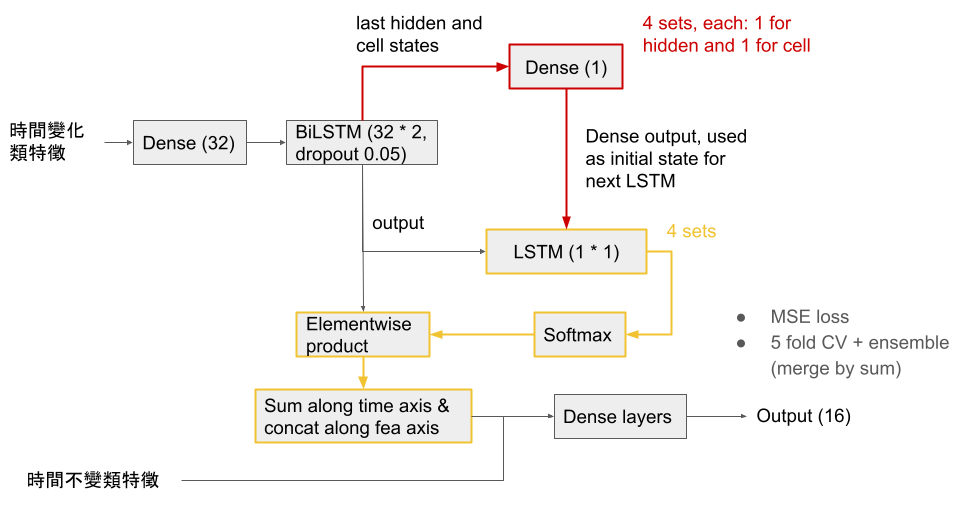 last hidden and
cell states
4 sets, each: 1 for
hidden and 1 for cell
Dense (1)
時間變化
類特徵
Dense (32)
BiLSTM (32 * 2,
dropout 0.05)
Dense output, used
as initial state for
next LSTM
output
4 sets
LSTM (1 * 1)
Elementwise
product
Softmax
● MSE loss
● 5 fold CV + ensemble
(merge by sum)
Sum along time axis &
concat along fea axis
Dense layers
Output (16)
時間不變類特徵